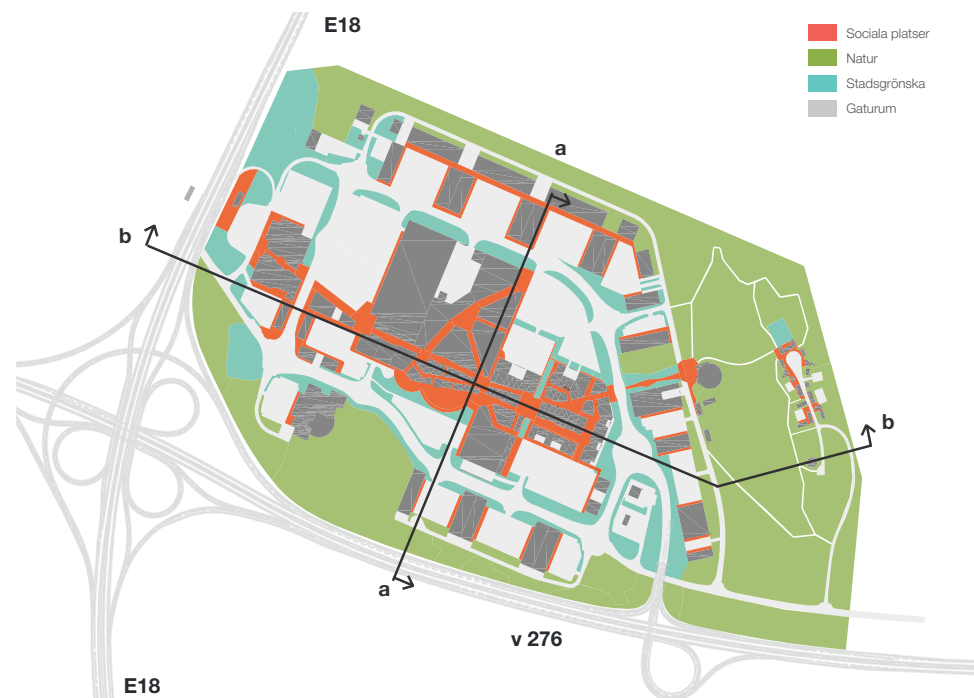 E18
Sociala platser
Natur
Stadsgrönska
Gaturum
a
b
b
a
v 276
E18